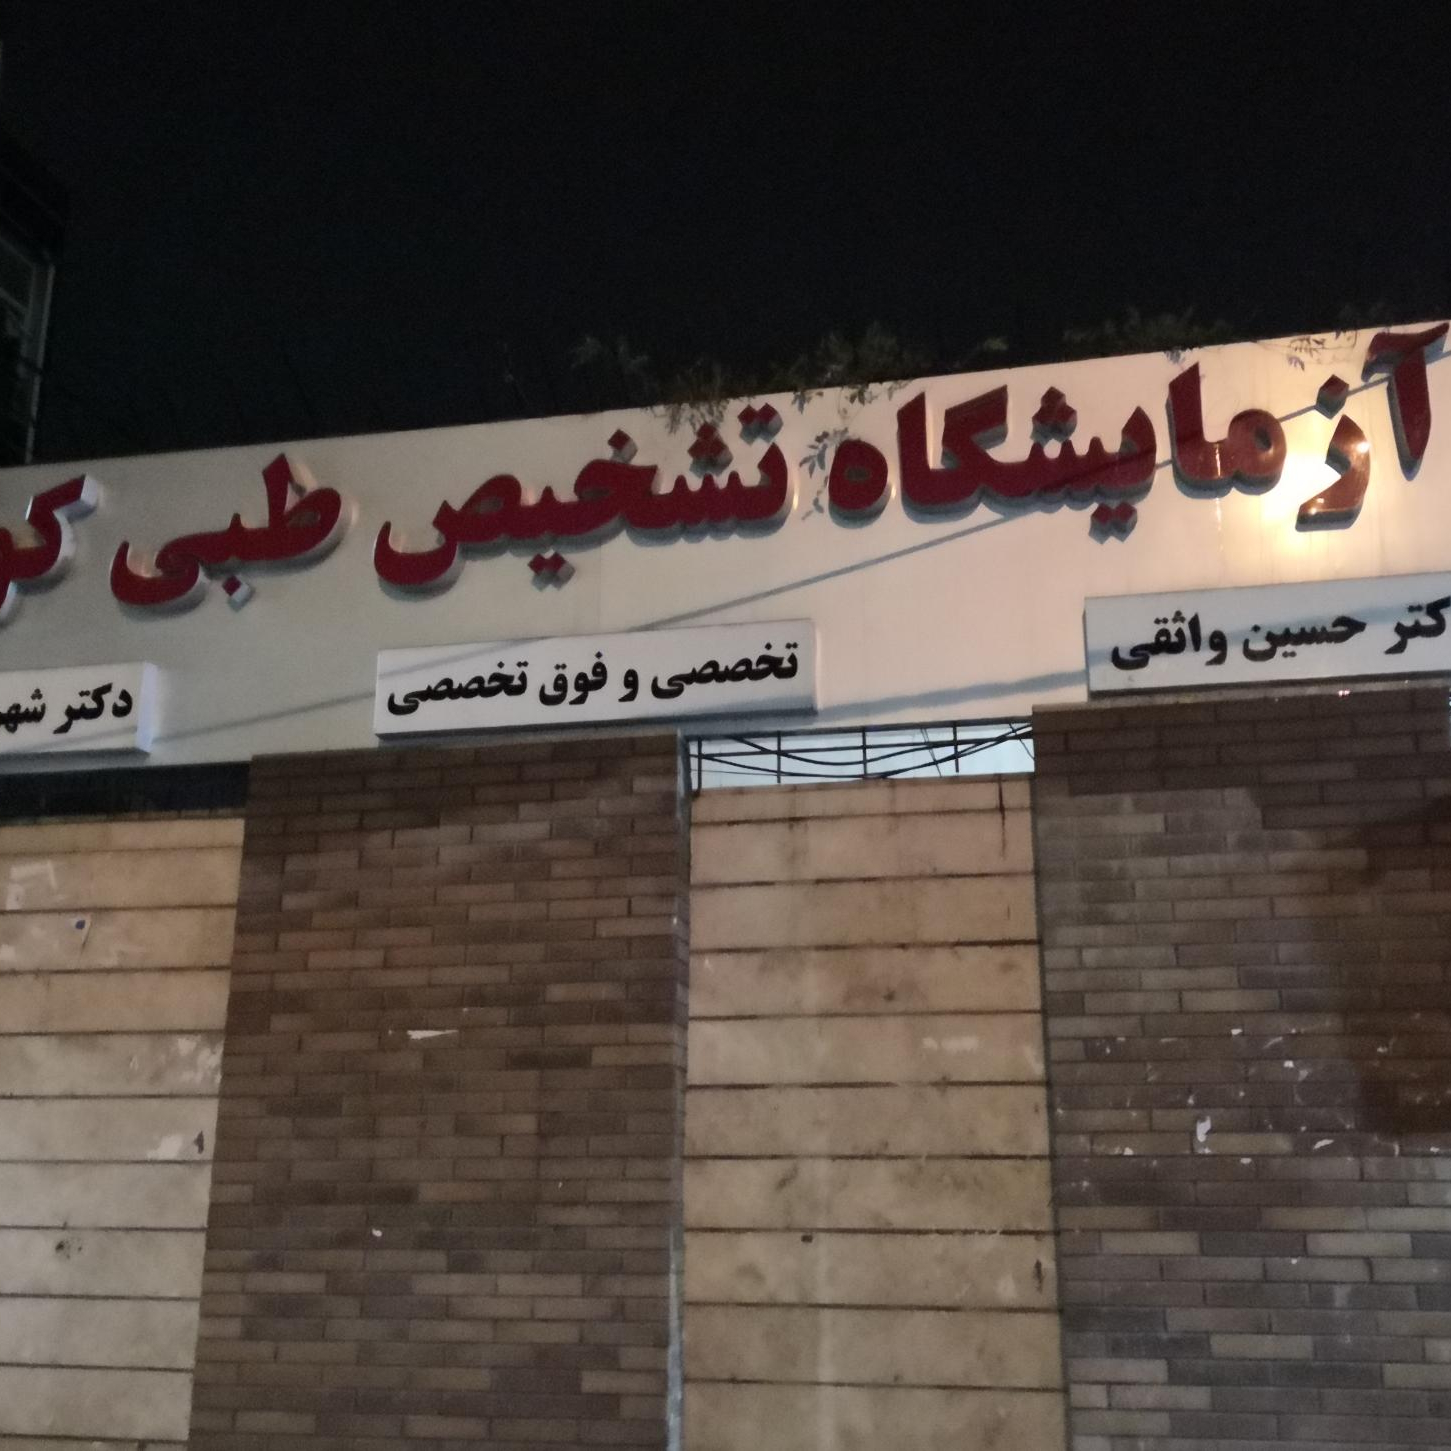 آزمایشگاه تشخیص طبی
دکتر حسین واثقی
تخصصی و فوق تخصصی
دکتر